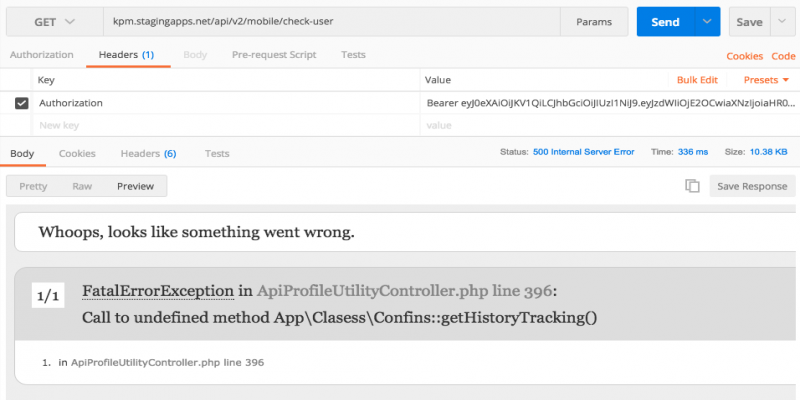 GET kpm.stagingapps.net/api/v2/mobile/check-user Params Send Save
Authorization Headers (1) Body Pre-request Script Tests Cookies Code
Key Value Bulk Edit Presets
Authorization Bearer eyJ0eXAiOiJKV1QiLCJhbGciOiJIUzI1NiJ9.eyJzdWIiOjE2OCwiaXNzIjoiaHR0...
New key value
Body Cookies Headers (6) Tests Status: 500 Internal Server Error Time: 336 ms Size: 10.38 KB
Pretty Raw Preview Save Response
Whoops, looks like something went wrong.
1/1 FatalErrorException in ApiProfileUtilityController.php line 396:
Call to undefined method App\Clasess\Confins::getHistoryTracking()
1. in ApiProfileUtilityController.php line 396